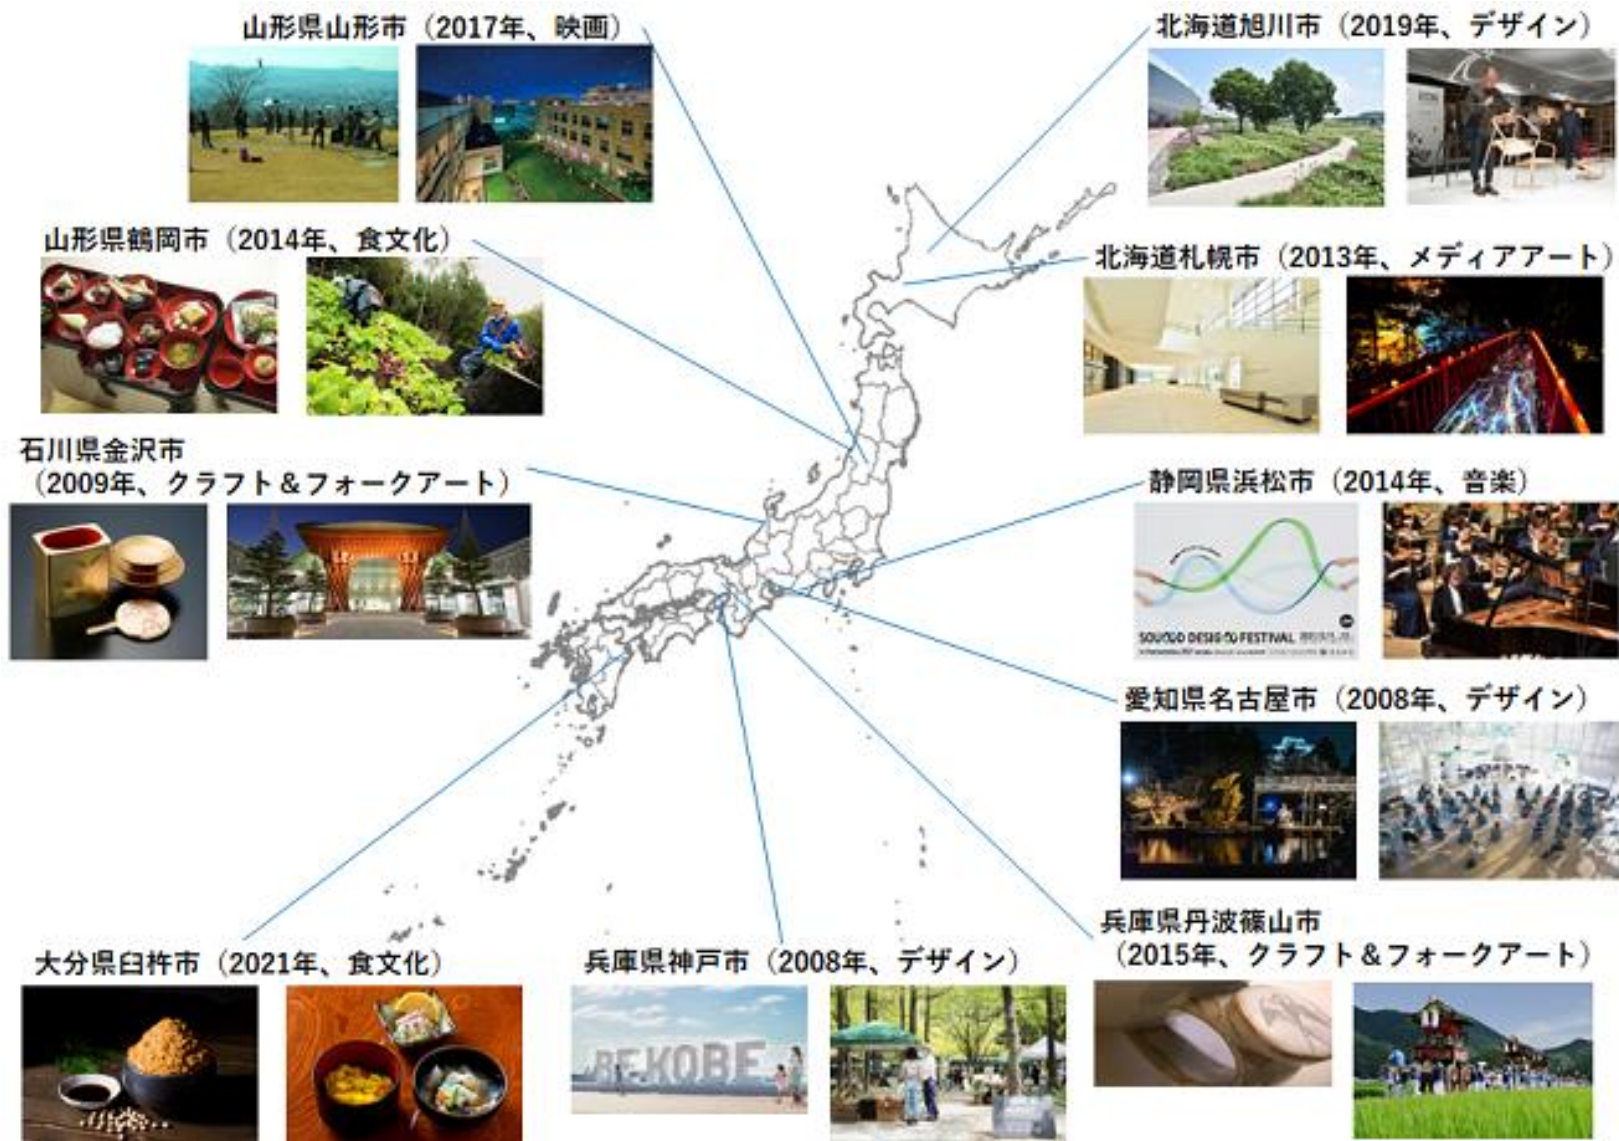 山形県山形市（2017年、映画）
北海道旭川市（2019年、デザイン）
山形県鶴岡市（2014年、食文化）
北海道札幌市（2013年、メディアアート）
石川県金沢市
（2009年、クラフト＆フォークアート）
静岡県浜松市（2014年、音楽）
DESIGN FESTIVAL
愛知県名古屋市（2008年、デザイン）
兵庫県丹波篠山市
（2015年、クラフト＆フォークアート）
大分県臼杵市（2021年、食文化）
兵庫県神戸市（2008年、デザイン）
BE KOBE